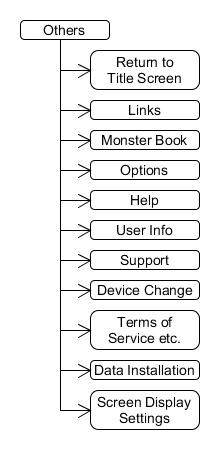 Others
Return to
Title Screen
Links
Monster Book
Options
Help
User Info
Support
Device Change
Terms of
Service etc.
Data Installation
Screen Display
Settings